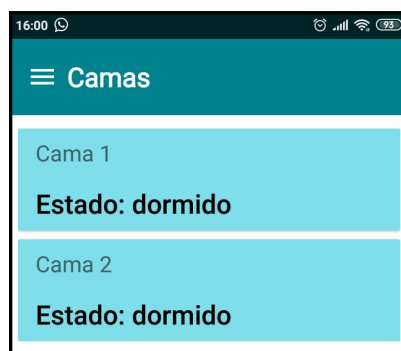 16:00
93
Camas
Cama 1
Estado: dormido
Cama 2
Estado: dormido